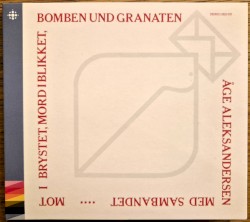 ÅGE ALEKSANDERSEN
MED SAMBANDET .... MOT
I BRYSTET, MORD I BLIKKET,
BOMBEN UND GRANATEN